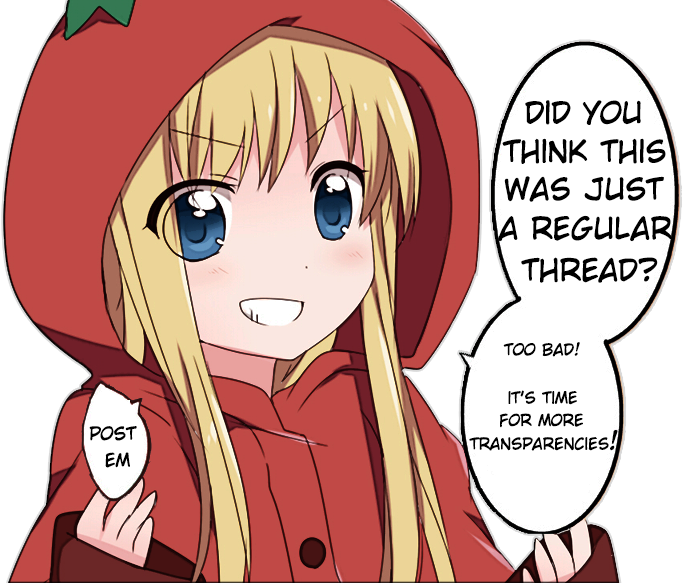 DID YOU
THINK THIS
WAS JUST
A REGULAR
THREAD?
TOO BAD!
IT'S TIME
FOR MORE
TRANSPARENCIES!
POST
EM